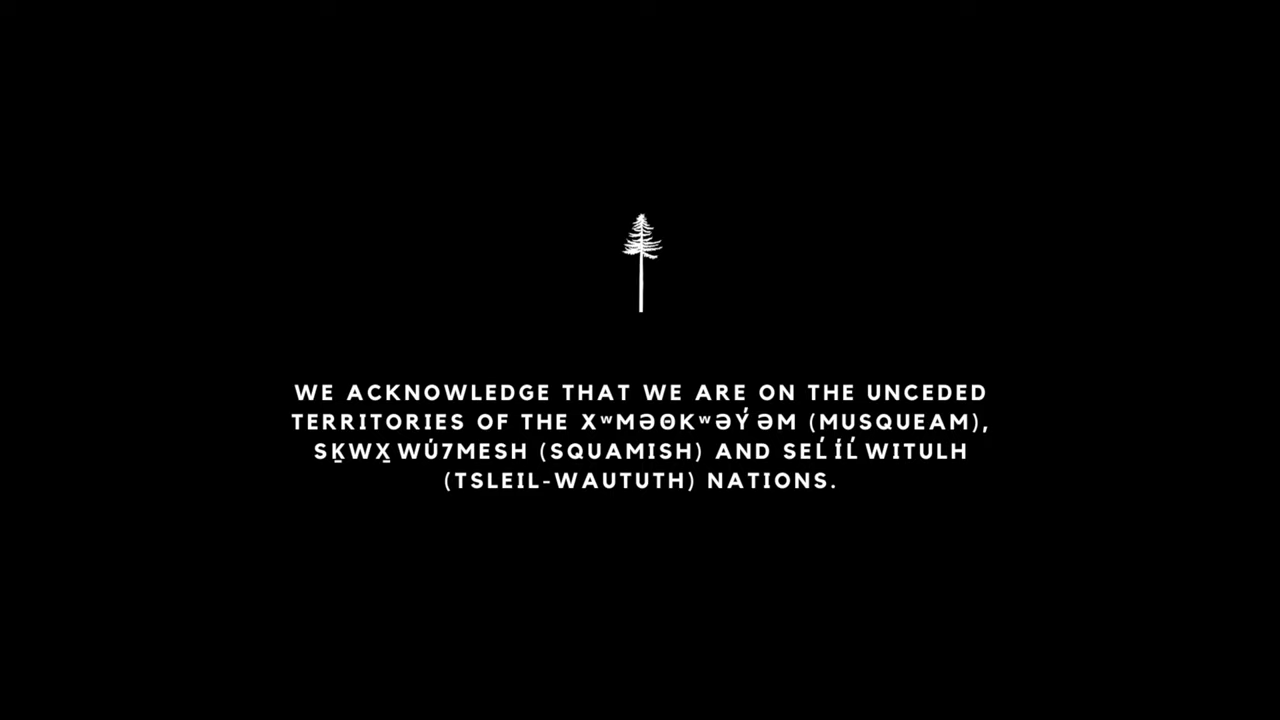 WE ACKNOWLEDGE THAT WE ARE ON THE UNCEDED
TERRITORIES OF THE XʷMƏΘKʷƏY̓ ƏM (MUSQUEAM),
SḴWX̱ WÚ7MESH (SQUAMISH) AND SEL̓ ÍL̓ WITULH
(TSLEIL-WAUTUTH) NATIONS.